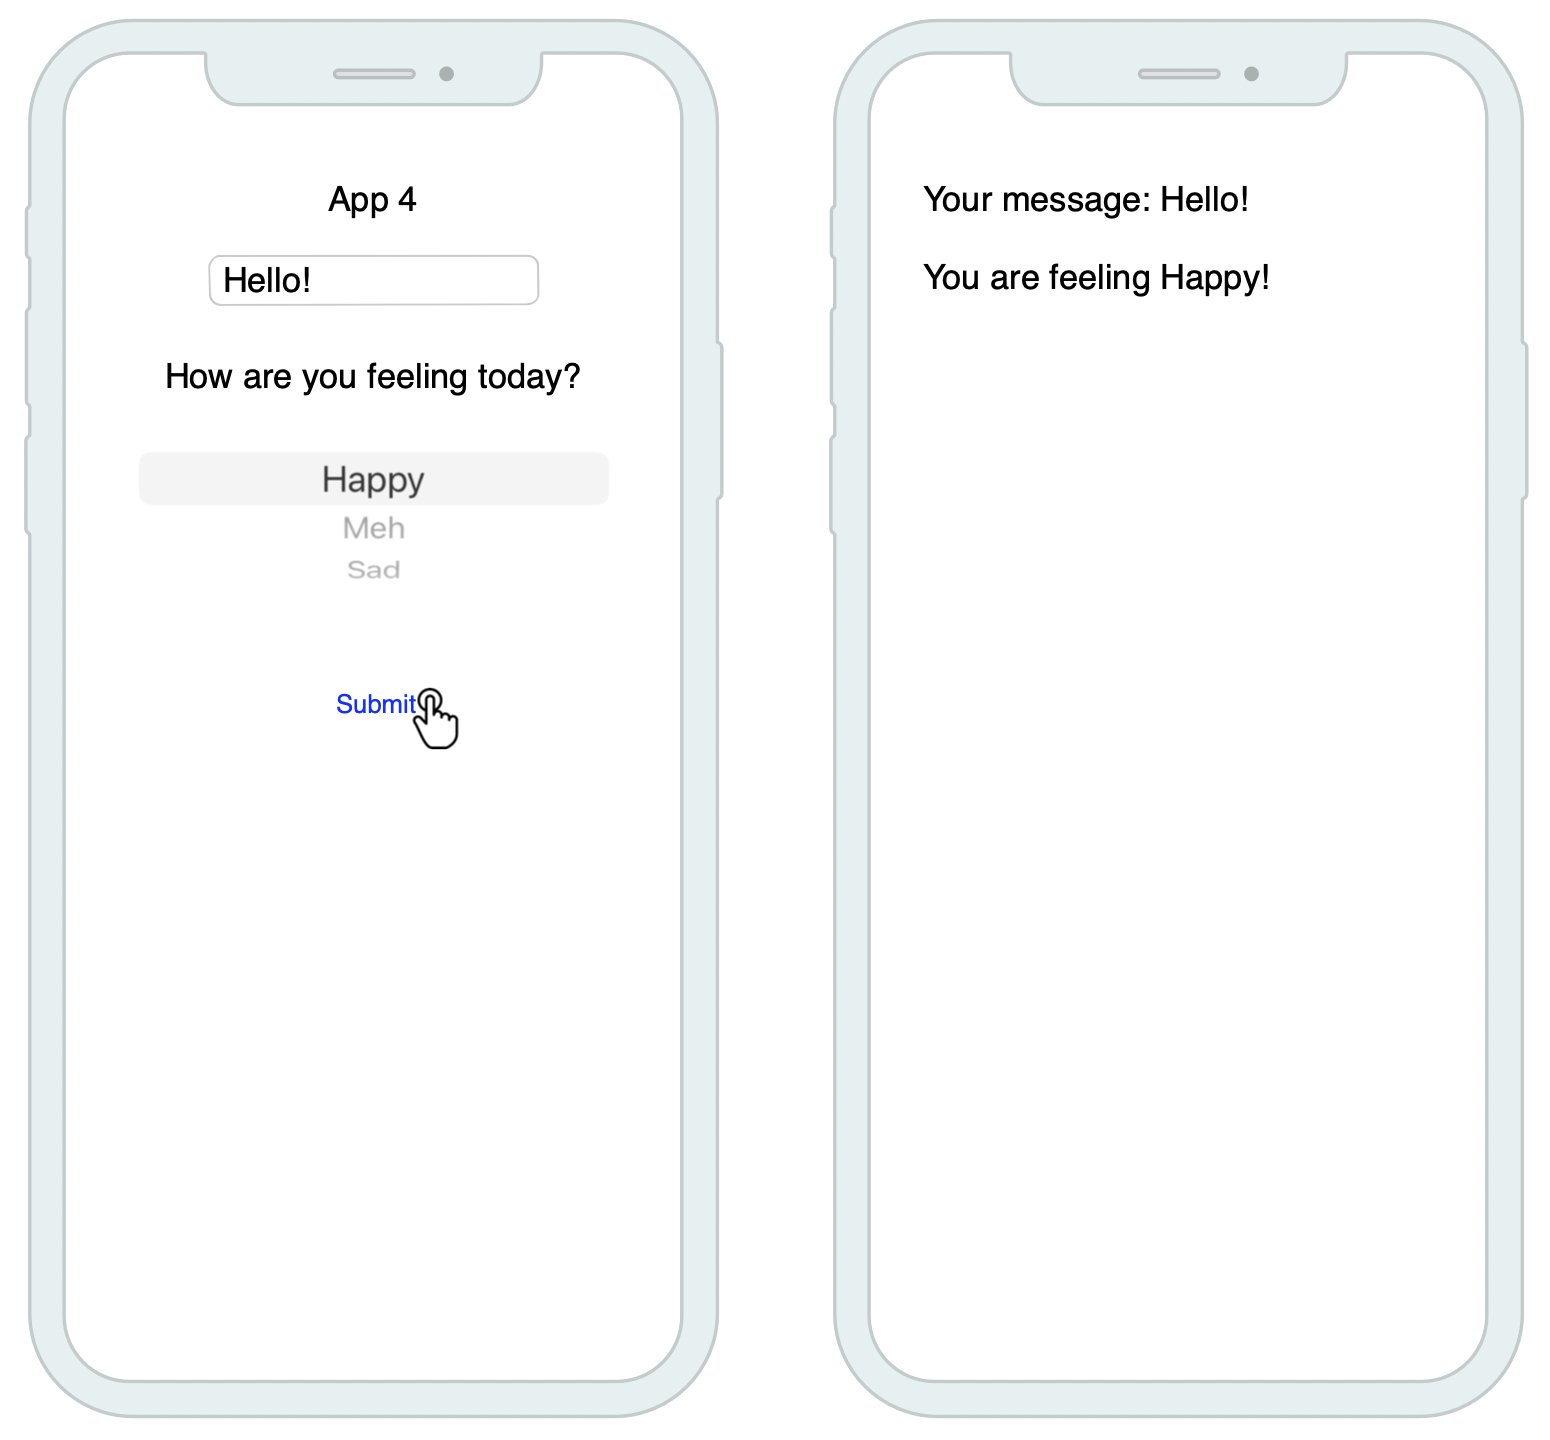 App 4
Hello!
How are you feeling today?
Happy
Meh
Sad
Submit
Your message: Hello!
You are feeling Happy!